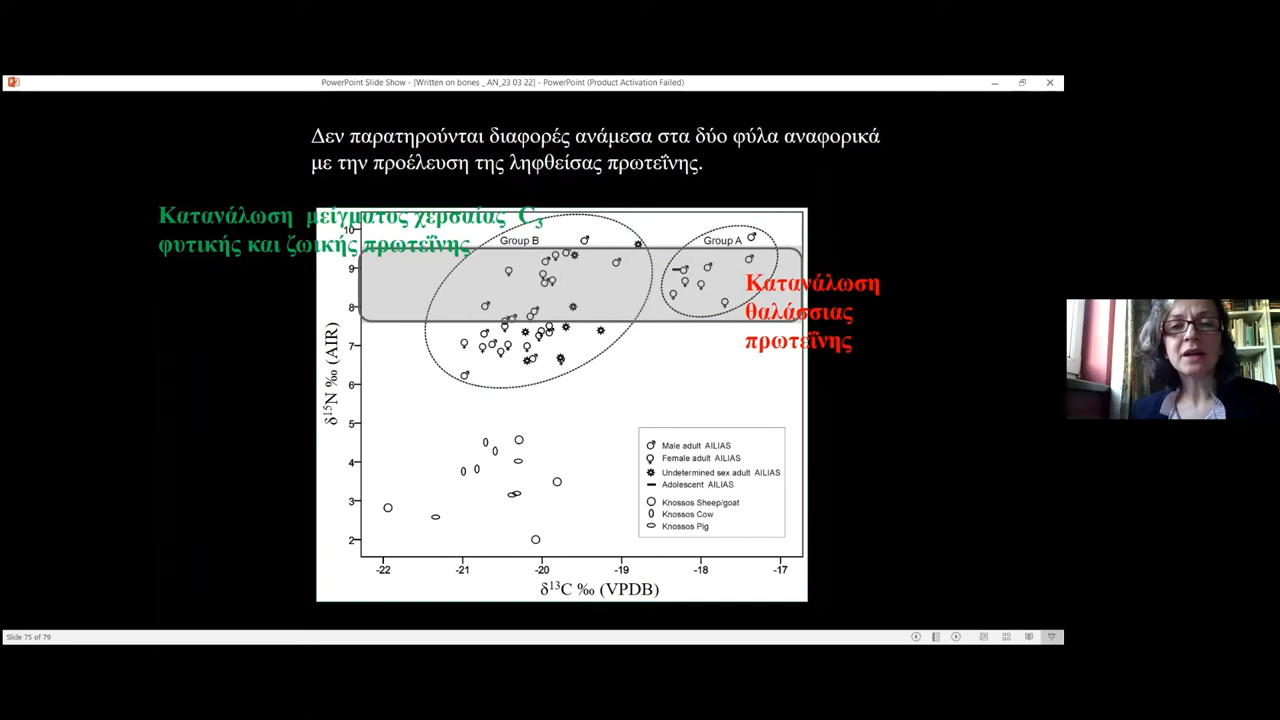 PowerPoint Slide Show - [Written on bones _ AN_23 03 22] - PowerPoint (Product Activation Failed)
Δεν παρατηρούνται διαφορές ανάμεσα στα δύο φύλα αναφορικά
με την προέλευση της ληφθείσας πρωτεΐνης.
Κατανάλωση μείγματος χερσαίας C3
φυτικής και ζωικής πρωτεΐνης
Group B
Group A
Κατανάλωση
θαλάσσιας
πρωτεΐνης
10
9
8
7
6
5
4
3
2
δ15N ‰ (AIR)
Male adult AILIAS
Female adult AILIAS
Undetermined sex adult AILIAS
Adolescent AILIAS
Knossos Sheep/goat
Knossos Cow
Knossos Pig
-22 -21 -20 -19 -18 -17
δ13C ‰ (VPDB)
Slide 75 of 79